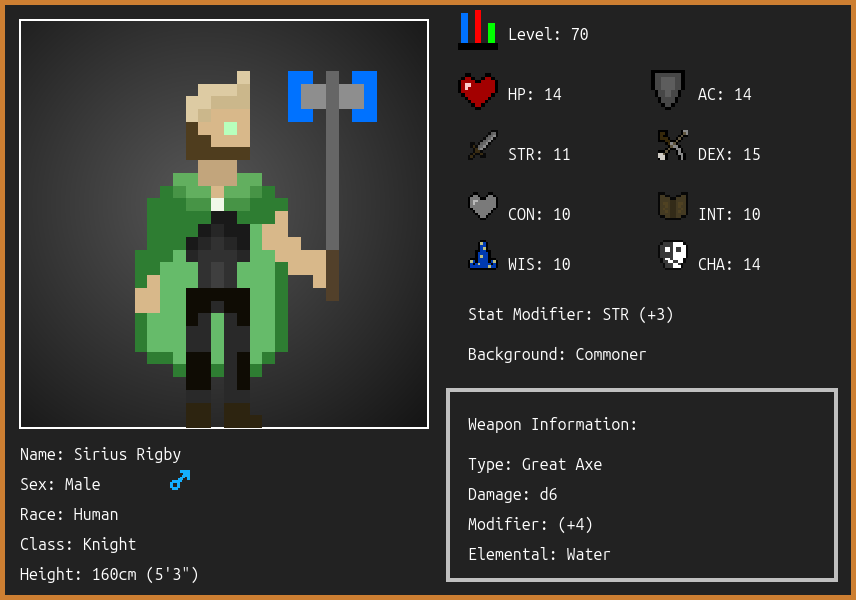 Level: 70
HP: 14
AC: 14
STR: 11
DEX: 15
CON: 10
INT: 10
WIS: 10
CHA: 14
Stat Modifier: STR (+3)
Background: Commoner
Weapon Information:
Type: Great Axe
Damage: d6
Modifier: (+4)
Elemental: Water
Name: Sirius Rigby
Sex: Male
Race: Human
Class: Knight
Height: 160cm (5'3")